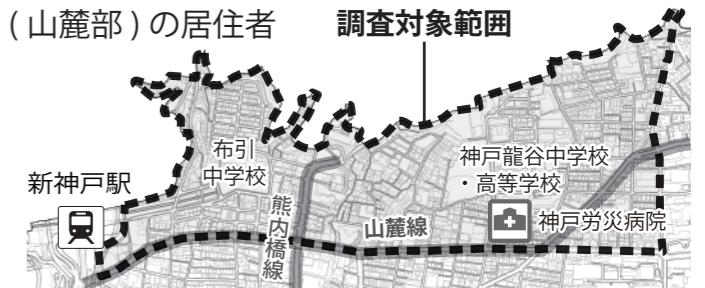 (山麓部)の居住者
調査対象範囲
布引
中学校
神戸龍谷中学校
・高等学校
新神戸駅
熊内橋線
山麓線
神戸労災病院